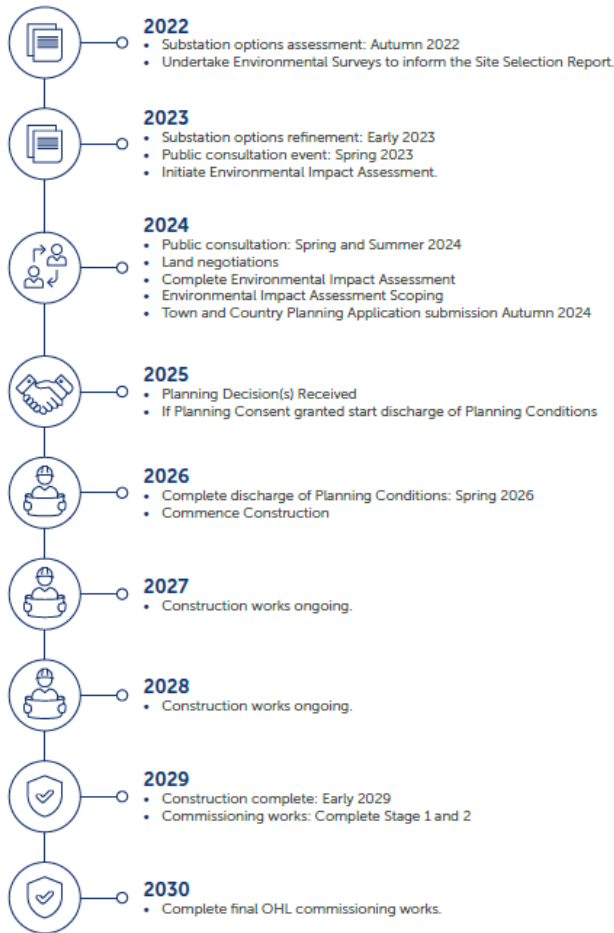 2022
• Substation options assessment: Autumn 2022
• Undertake Environmental Surveys to inform the Site Selection Report.
2023
• Substation options refinement: Early 2023
• Public consultation event: Spring 2023
• Initiate Environmental Impact Assessment.
2024
• Public consultation: Spring and Summer 2024
• Land negotiations
• Complete Environmental Impact Assessment
• Environmental Impact Assessment Scoping
• Town and Country Planning Application submission Autumn 2024
2025
• Planning Decision(s) Received
• If Planning Consent granted start discharge of Planning Conditions
2026
• Complete discharge of Planning Conditions: Spring 2026
• Commence Construction
2027
• Construction works ongoing.
2028
• Construction works ongoing.
2029
• Construction complete: Early 2029
• Commissioning works: Complete Stage 1 and 2
2030
• Complete final OHL commissioning works.